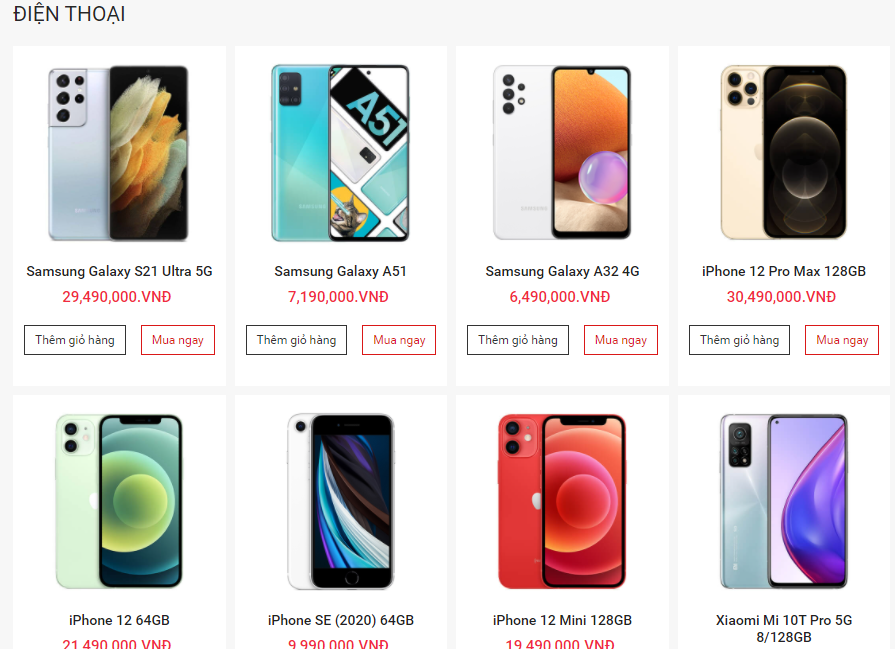 ĐIỆN THOẠI
A51
SAMSUNG
Samsung Galaxy S21 Ultra 5G
Samsung Galaxy A51
Samsung Galaxy A32 4G
iPhone 12 Pro Max 128GB
29,490,000.VNĐ
7,190,000.VNĐ
6,490,000.VNĐ
30,490,000.VNĐ
Thêm giỏ hàng
Mua ngay
Thêm giỏ hàng
Mua ngay
Thêm giỏ hàng
Mua ngay
Thêm giỏ hàng
Mua ngay
iPhone 12 64GB
iPhone SE (2020) 64GB
iPhone 12 Mini 128GB
Xiaomi Mi 10T Pro 5G
8/128GB
21,490,000.VNĐ
9,990,000.VNĐ
19,490,000.VNĐ